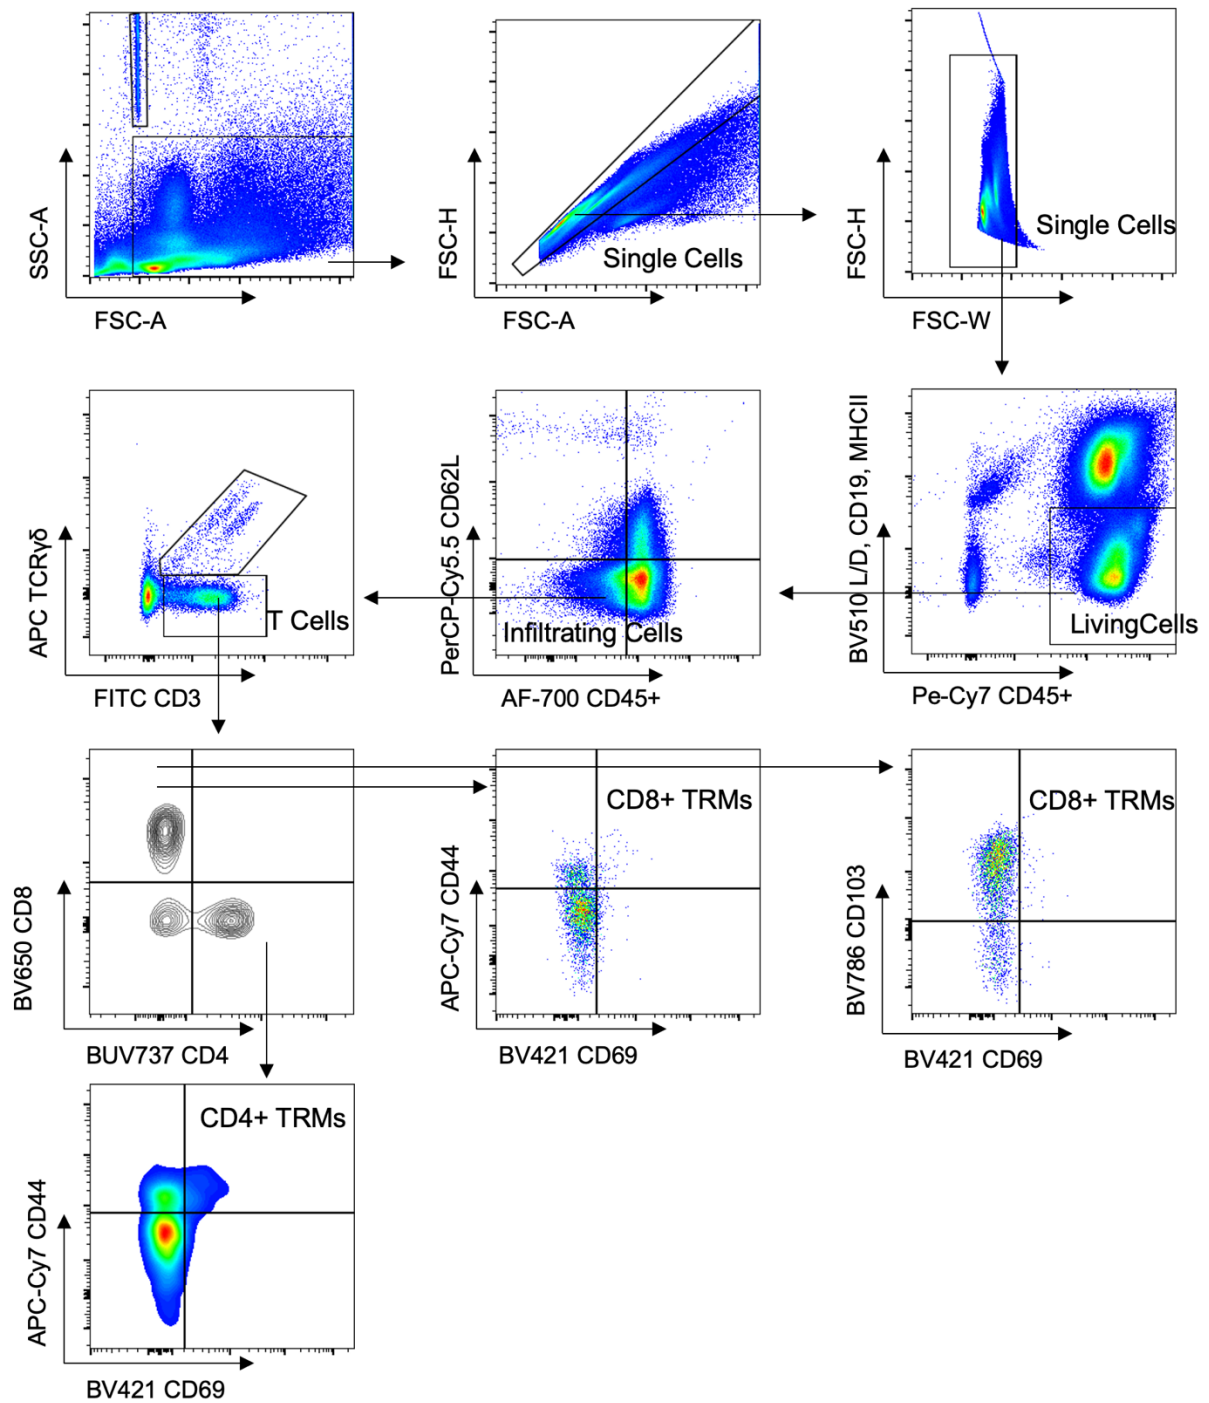 SSC-A
FSC-A
FSC-H
Single Cells
FSC-A
FSC-H
Single Cells
FSC-W
APC TCRγδ
T Cells
FITC CD3
PerCP-Cy5.5 CD62L
Infiltrating Cells
AF-700 CD45+
BV510 L/D, CD19, MHCII
LivingCells
Pe-Cy7 CD45+
BV650 CD8
BUV737 CD4
APC-Cy7 CD44
CD8+ TRMs
BV421 CD69
BV786 CD103
CD8+ TRMs
BV421 CD69
APC-Cy7 CD44
CD4+ TRMs
BV421 CD69